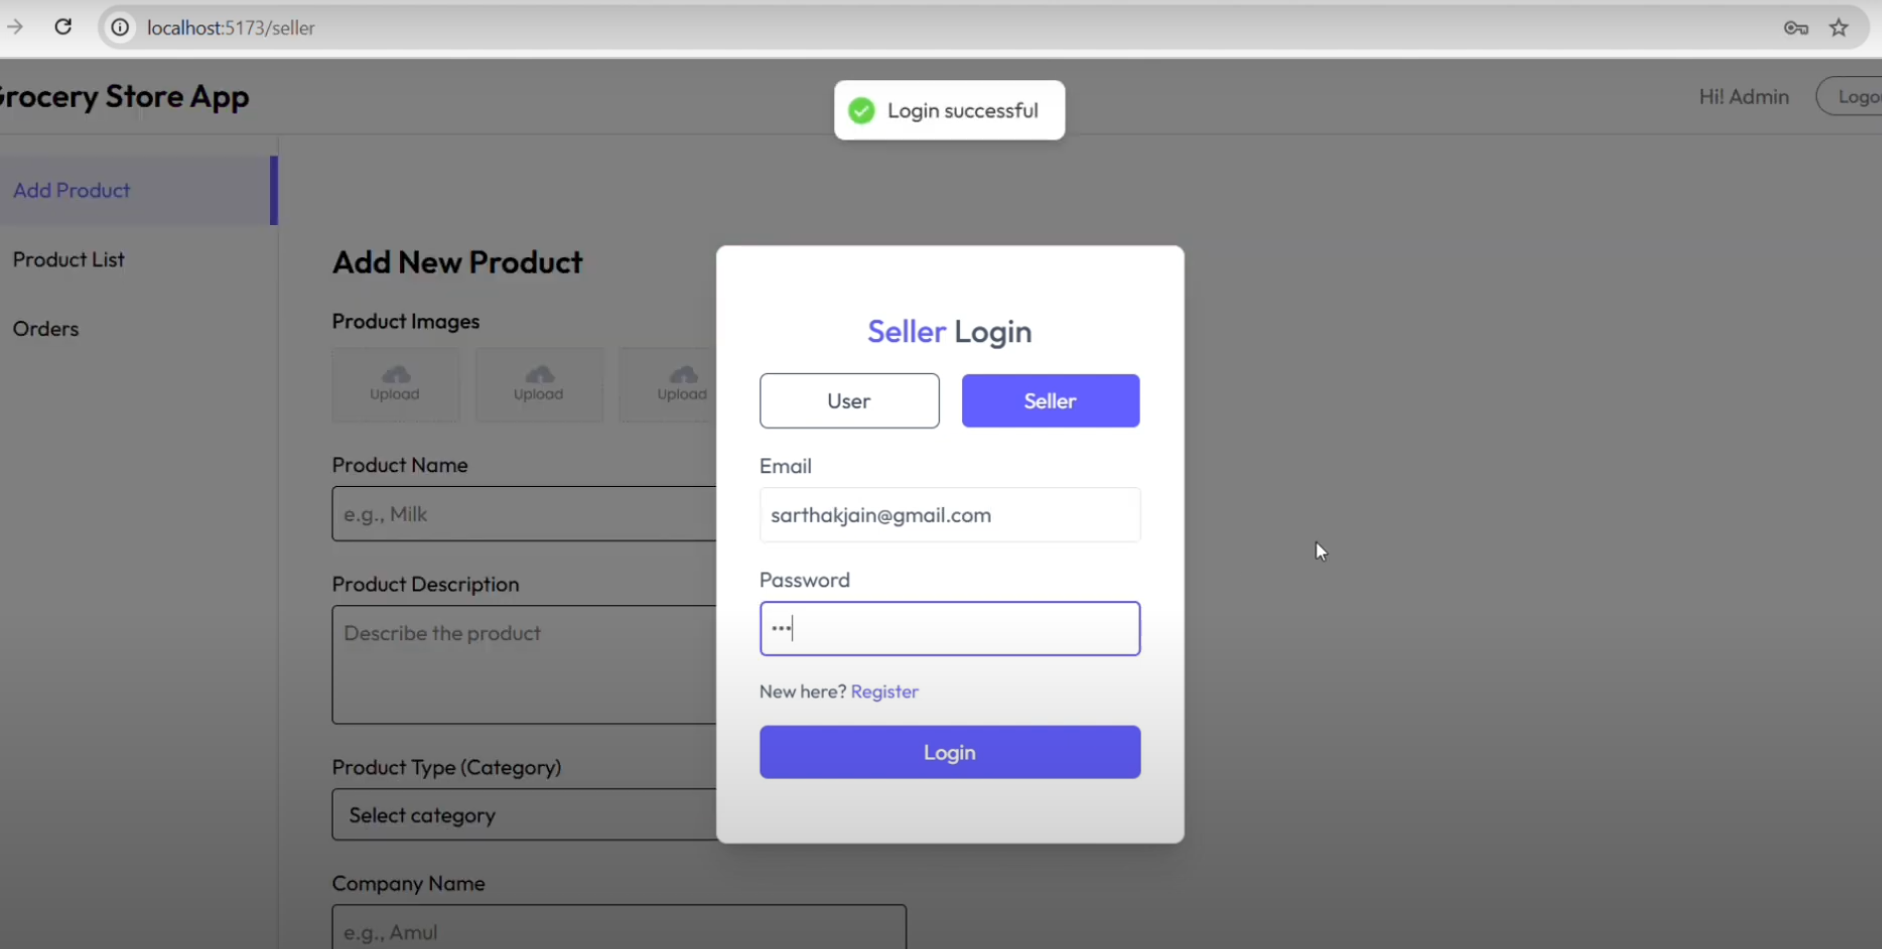 localhost:5173/seller
Grocery Store App
Login successful
Hi! Admin
Logo
Add Product
Product List
Orders
Add New Product
Product Images
Upload
Upload
Upload
Product Name
e.g., Milk
Product Description
Describe the product
Product Type (Category)
Select category
Company Name
e.g., Amul
Seller Login
User
Seller
Email
sarthakjain@gmail.com
Password
•••
New here? Register
Login